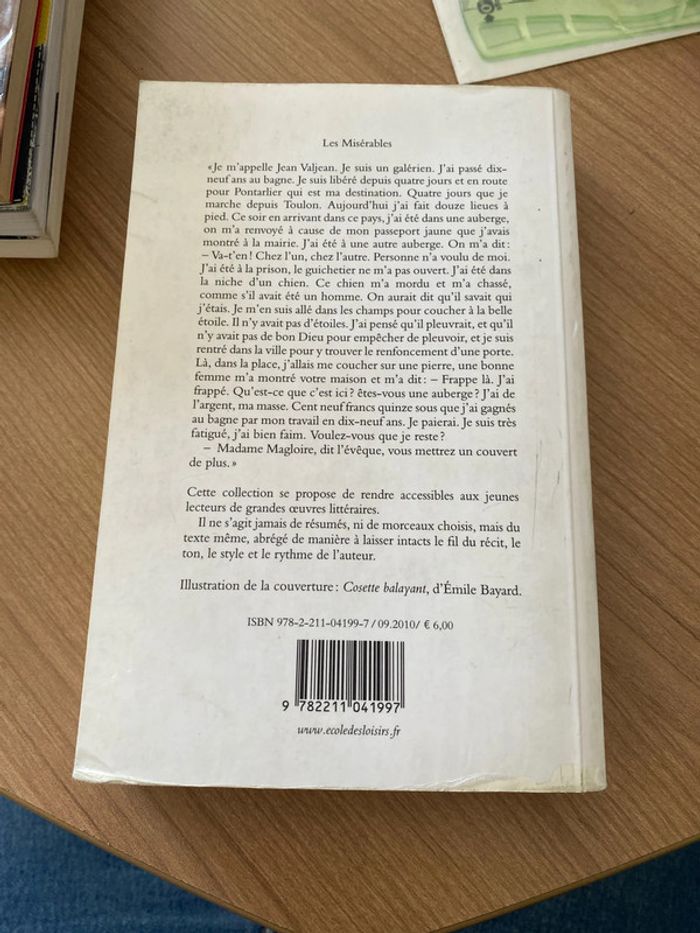 Les Misérables
« Je m'appelle Jean Valjean. Je suis un galérien. J'ai passé dix-
neuf ans au bagne. Je suis libéré depuis quatre jours et en route
pour Pontarlier qui est ma destination. Quatre jours que je
marche depuis Toulon. Aujourd'hui j'ai fait douze lieues à
pied. Ce soir en arrivant dans ce pays, j'ai été dans une auberge,
on m'a renvoyé à cause de mon passeport jaune que j'avais
montré à la mairie. J'ai été à une autre auberge. On m'a dit :
– Va-t'en ! Chez l'un, chez l'autre. Personne n'a voulu de moi.
J'ai été à la prison, le guichetier ne m'a pas ouvert. J'ai été dans
la niche d'un chien. Ce chien m'a mordu et m'a chassé,
comme s'il avait été un homme. On aurait dit qu'il savait qui
j'étais. Je m'en suis allé dans les champs pour coucher à la belle
étoile. Il n'y avait pas d'étoiles. J'ai pensé qu'il pleuvrait, et qu'il
n'y avait pas de bon Dieu pour empêcher de pleuvoir, et je suis
rentré dans la ville pour y trouver le renfoncement d'une porte.
Là, dans la place, j'allais me coucher sur une pierre, une bonne
femme m'a montré votre maison et m'a dit : – Frappe là. J'ai
frappé. Qu'est-ce que c'est ici ? êtes-vous une auberge ? J'ai de
l'argent, ma masse. Cent neuf francs quinze sous que j'ai gagnés
au bagne par mon travail en dix-neuf ans. Je paierai. Je suis très
fatigué, j'ai bien faim. Voulez-vous que je reste ?
– Madame Magloire, dit l'évêque, vous mettrez un couvert
de plus. »
Cette collection se propose de rendre accessibles aux jeunes
lecteurs de grandes œuvres littéraires.
Il ne s'agit jamais de résumés, ni de morceaux choisis, mais du
texte même, abrégé de manière à laisser intacts le fil du récit, le
ton, le style et le rythme de l'auteur.
Illustration de la couverture : Cosette balayant, d'Émile Bayard.
ISBN 978-2-211-04199-7 / 09.2010/ € 6,00
9 782211 041997
www.ecoledesloisirs.fr